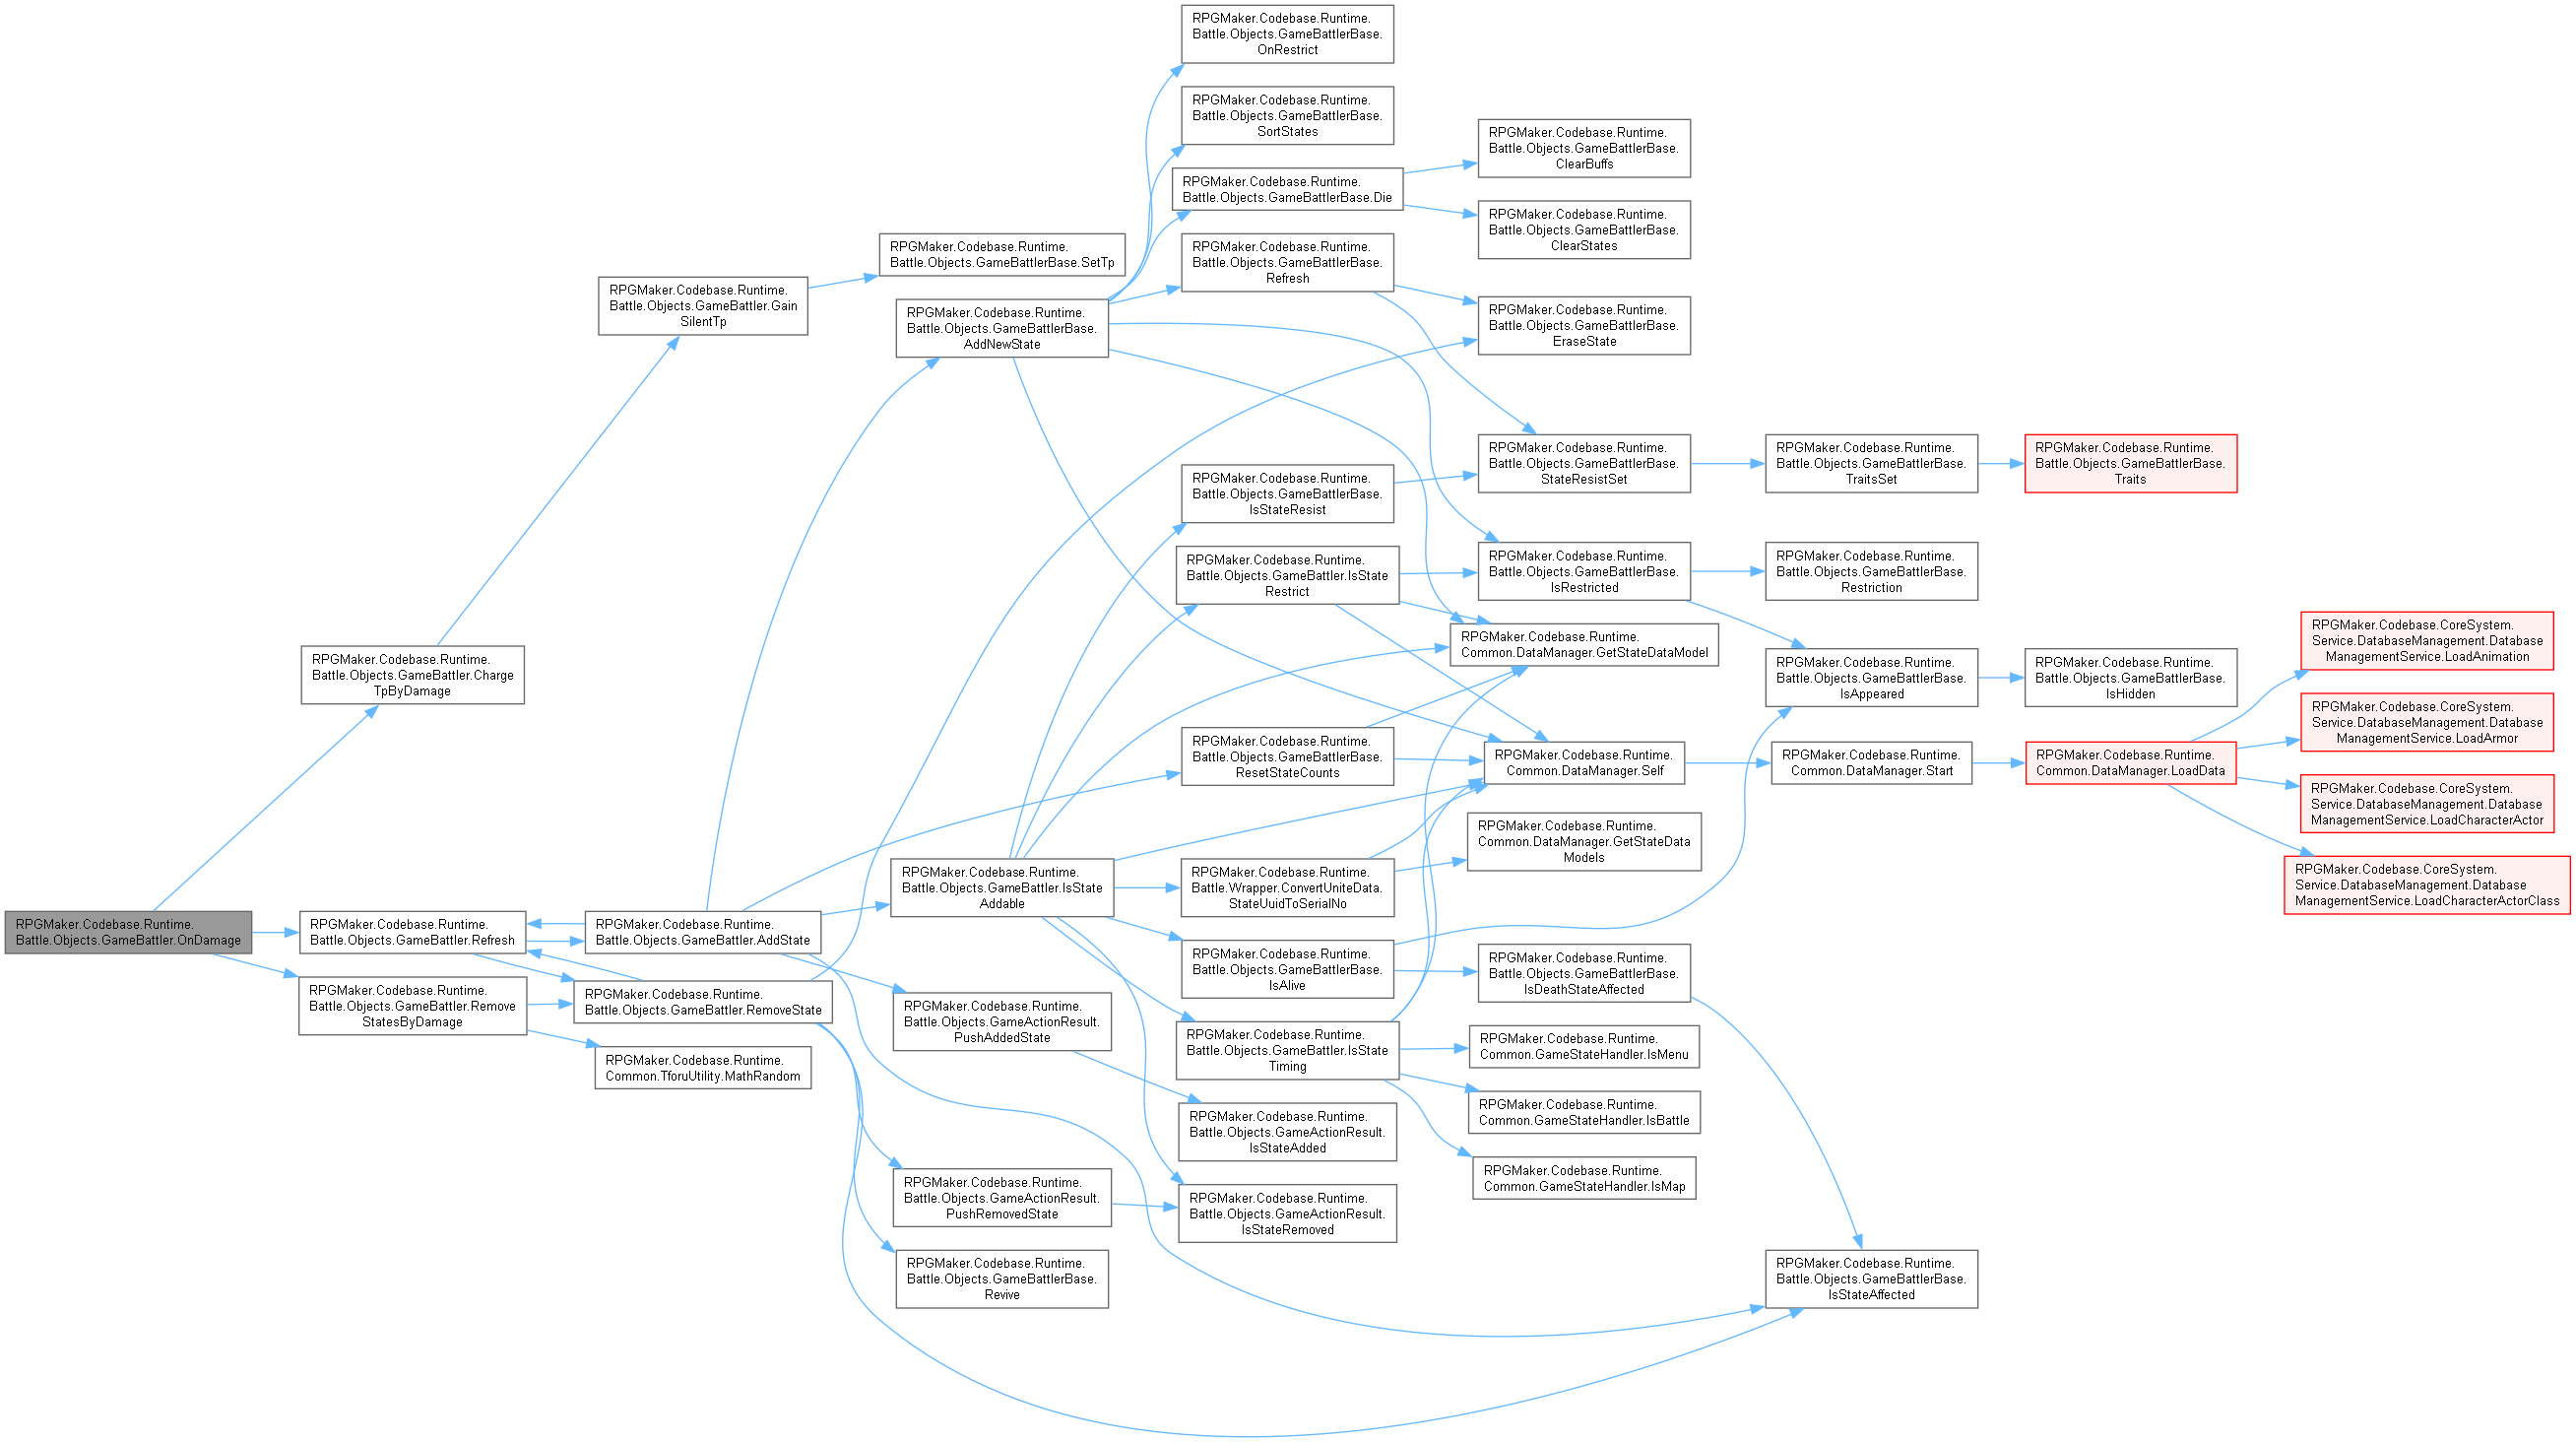 RPGMaker.Codebase.Runtime.
Battle.Objects.GameBattler.OnDamage
RPGMaker.Codebase.Runtime.
Battle.Objects.GameBattler.Charge
TpByDamage
RPGMaker.Codebase.Runtime.
Battle.Objects.GameBattler.Refresh
RPGMaker.Codebase.Runtime.
Battle.Objects.GameBattler.Remove
StatesByDamage
RPGMaker.Codebase.Runtime.
Battle.Objects.GameBattler.Gain
SilentTp
RPGMaker.Codebase.Runtime.
Battle.Objects.GameBattler.AddState
RPGMaker.Codebase.Runtime.
Battle.Objects.GameBattler.RemoveState
RPGMaker.Codebase.Runtime.
Common.TforuUtility.MathRandom
RPGMaker.Codebase.Runtime.
Battle.Objects.GameBattlerBase.SetTp
RPGMaker.Codebase.Runtime.
Battle.Objects.GameBattlerBase.
AddNewState
RPGMaker.Codebase.Runtime.
Battle.Objects.GameBattler.IsState
Addable
RPGMaker.Codebase.Runtime.
Battle.Objects.GameActionResult.
PushAddedState
RPGMaker.Codebase.Runtime.
Battle.Objects.GameActionResult.
PushRemovedState
RPGMaker.Codebase.Runtime.
Battle.Objects.GameBattlerBase.
Revive
RPGMaker.Codebase.Runtime.
Battle.Objects.GameBattlerBase.
OnRestrict
RPGMaker.Codebase.Runtime.
Battle.Objects.GameBattlerBase.
SortStates
RPGMaker.Codebase.Runtime.
Battle.Objects.GameBattlerBase.Die
RPGMaker.Codebase.Runtime.
Battle.Objects.GameBattlerBase.
Refresh
RPGMaker.Codebase.Runtime.
Battle.Objects.GameBattlerBase.
IsStateResist
RPGMaker.Codebase.Runtime.
Battle.Objects.GameBattler.IsState
Restrict
RPGMaker.Codebase.Runtime.
Battle.Objects.GameBattlerBase.
ResetStateCounts
RPGMaker.Codebase.Runtime.
Battle.Wrapper.ConvertUniteData.
StateUuidToSerialNo
RPGMaker.Codebase.Runtime.
Battle.Objects.GameBattlerBase.
IsAlive
RPGMaker.Codebase.Runtime.
Battle.Objects.GameBattler.IsState
Timing
RPGMaker.Codebase.Runtime.
Battle.Objects.GameActionResult.
IsStateAdded
RPGMaker.Codebase.Runtime.
Battle.Objects.GameActionResult.
IsStateRemoved
RPGMaker.Codebase.Runtime.
Battle.Objects.GameBattlerBase.
ClearBuffs
RPGMaker.Codebase.Runtime.
Battle.Objects.GameBattlerBase.
ClearStates
RPGMaker.Codebase.Runtime.
Battle.Objects.GameBattlerBase.
EraseState
RPGMaker.Codebase.Runtime.
Battle.Objects.GameBattlerBase.
StateResistSet
RPGMaker.Codebase.Runtime.
Battle.Objects.GameBattlerBase.
IsRestricted
RPGMaker.Codebase.Runtime.
Common.DataManager.GetStateDataModel
RPGMaker.Codebase.Runtime.
Common.DataManager.Self
RPGMaker.Codebase.Runtime.
Common.DataManager.GetStateData
Models
RPGMaker.Codebase.Runtime.
Battle.Objects.GameBattlerBase.
IsDeathStateAffected
RPGMaker.Codebase.Runtime.
Common.GameStateHandler.IsMenu
RPGMaker.Codebase.Runtime.
Common.GameStateHandler.IsBattle
RPGMaker.Codebase.Runtime.
Common.GameStateHandler.IsMap
RPGMaker.Codebase.Runtime.
Battle.Objects.GameBattlerBase.
TraitsSet
RPGMaker.Codebase.Runtime.
Battle.Objects.GameBattlerBase.
Restriction
RPGMaker.Codebase.Runtime.
Battle.Objects.GameBattlerBase.
IsAppeared
RPGMaker.Codebase.Runtime.
Common.DataManager.Start
RPGMaker.Codebase.Runtime.
Battle.Objects.GameBattlerBase.
IsStateAffected
RPGMaker.Codebase.Runtime.
Battle.Objects.GameBattlerBase.
Traits
RPGMaker.Codebase.Runtime.
Battle.Objects.GameBattlerBase.
IsHidden
RPGMaker.Codebase.Runtime.
Common.DataManager.LoadData
RPGMaker.Codebase.CoreSystem.
Service.DatabaseManagement.Database
ManagementService.LoadAnimation
RPGMaker.Codebase.CoreSystem.
Service.DatabaseManagement.Database
ManagementService.LoadArmor
RPGMaker.Codebase.CoreSystem.
Service.DatabaseManagement.Database
ManagementService.LoadCharacterActor
RPGMaker.Codebase.CoreSystem.
Service.DatabaseManagement.Database
ManagementService.LoadCharacterActorClass